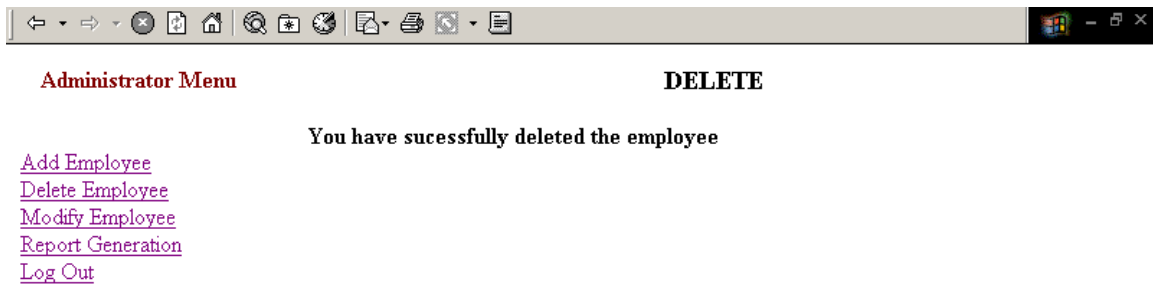 Administrator Menu
DELETE
You have sucessfully deleted the employee
Add Employee
Delete Employee
Modify Employee
Report Generation
Log Out